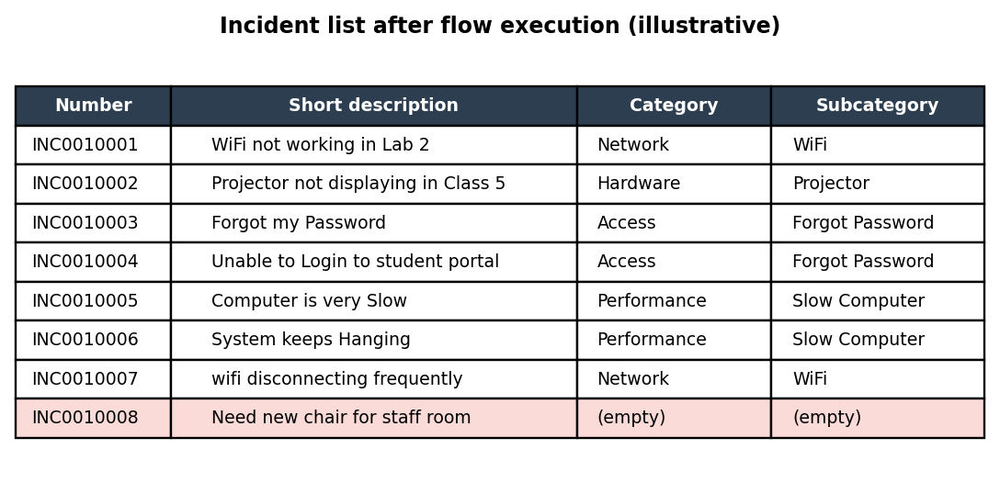 Incident list after flow execution (illustrative)
Number Short description Category Subcategory
INC0010001 WiFi not working in Lab 2 Network WiFi
INC0010002 Projector not displaying in Class 5 Hardware Projector
INC0010003 Forgot my Password Access Forgot Password
INC0010004 Unable to Login to student portal Access Forgot Password
INC0010005 Computer is very Slow Performance Slow Computer
INC0010006 System keeps Hanging Performance Slow Computer
INC0010007 wifi disconnecting frequently Network WiFi
INC0010008 Need new chair for staff room (empty) (empty)